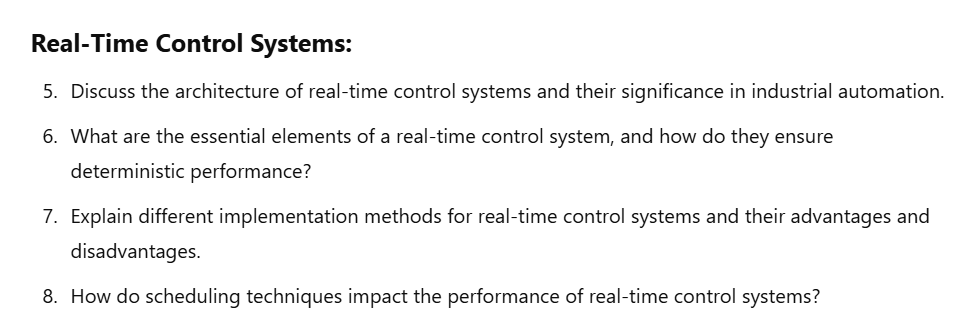 Real-Time Control Systems:
5. Discuss the architecture of real-time control systems and their significance in industrial automation.
6. What are the essential elements of a real-time control system, and how do they ensure
deterministic performance?
7. Explain different implementation methods for real-time control systems and their advantages and
disadvantages.
8. How do scheduling techniques impact the performance of real-time control systems?